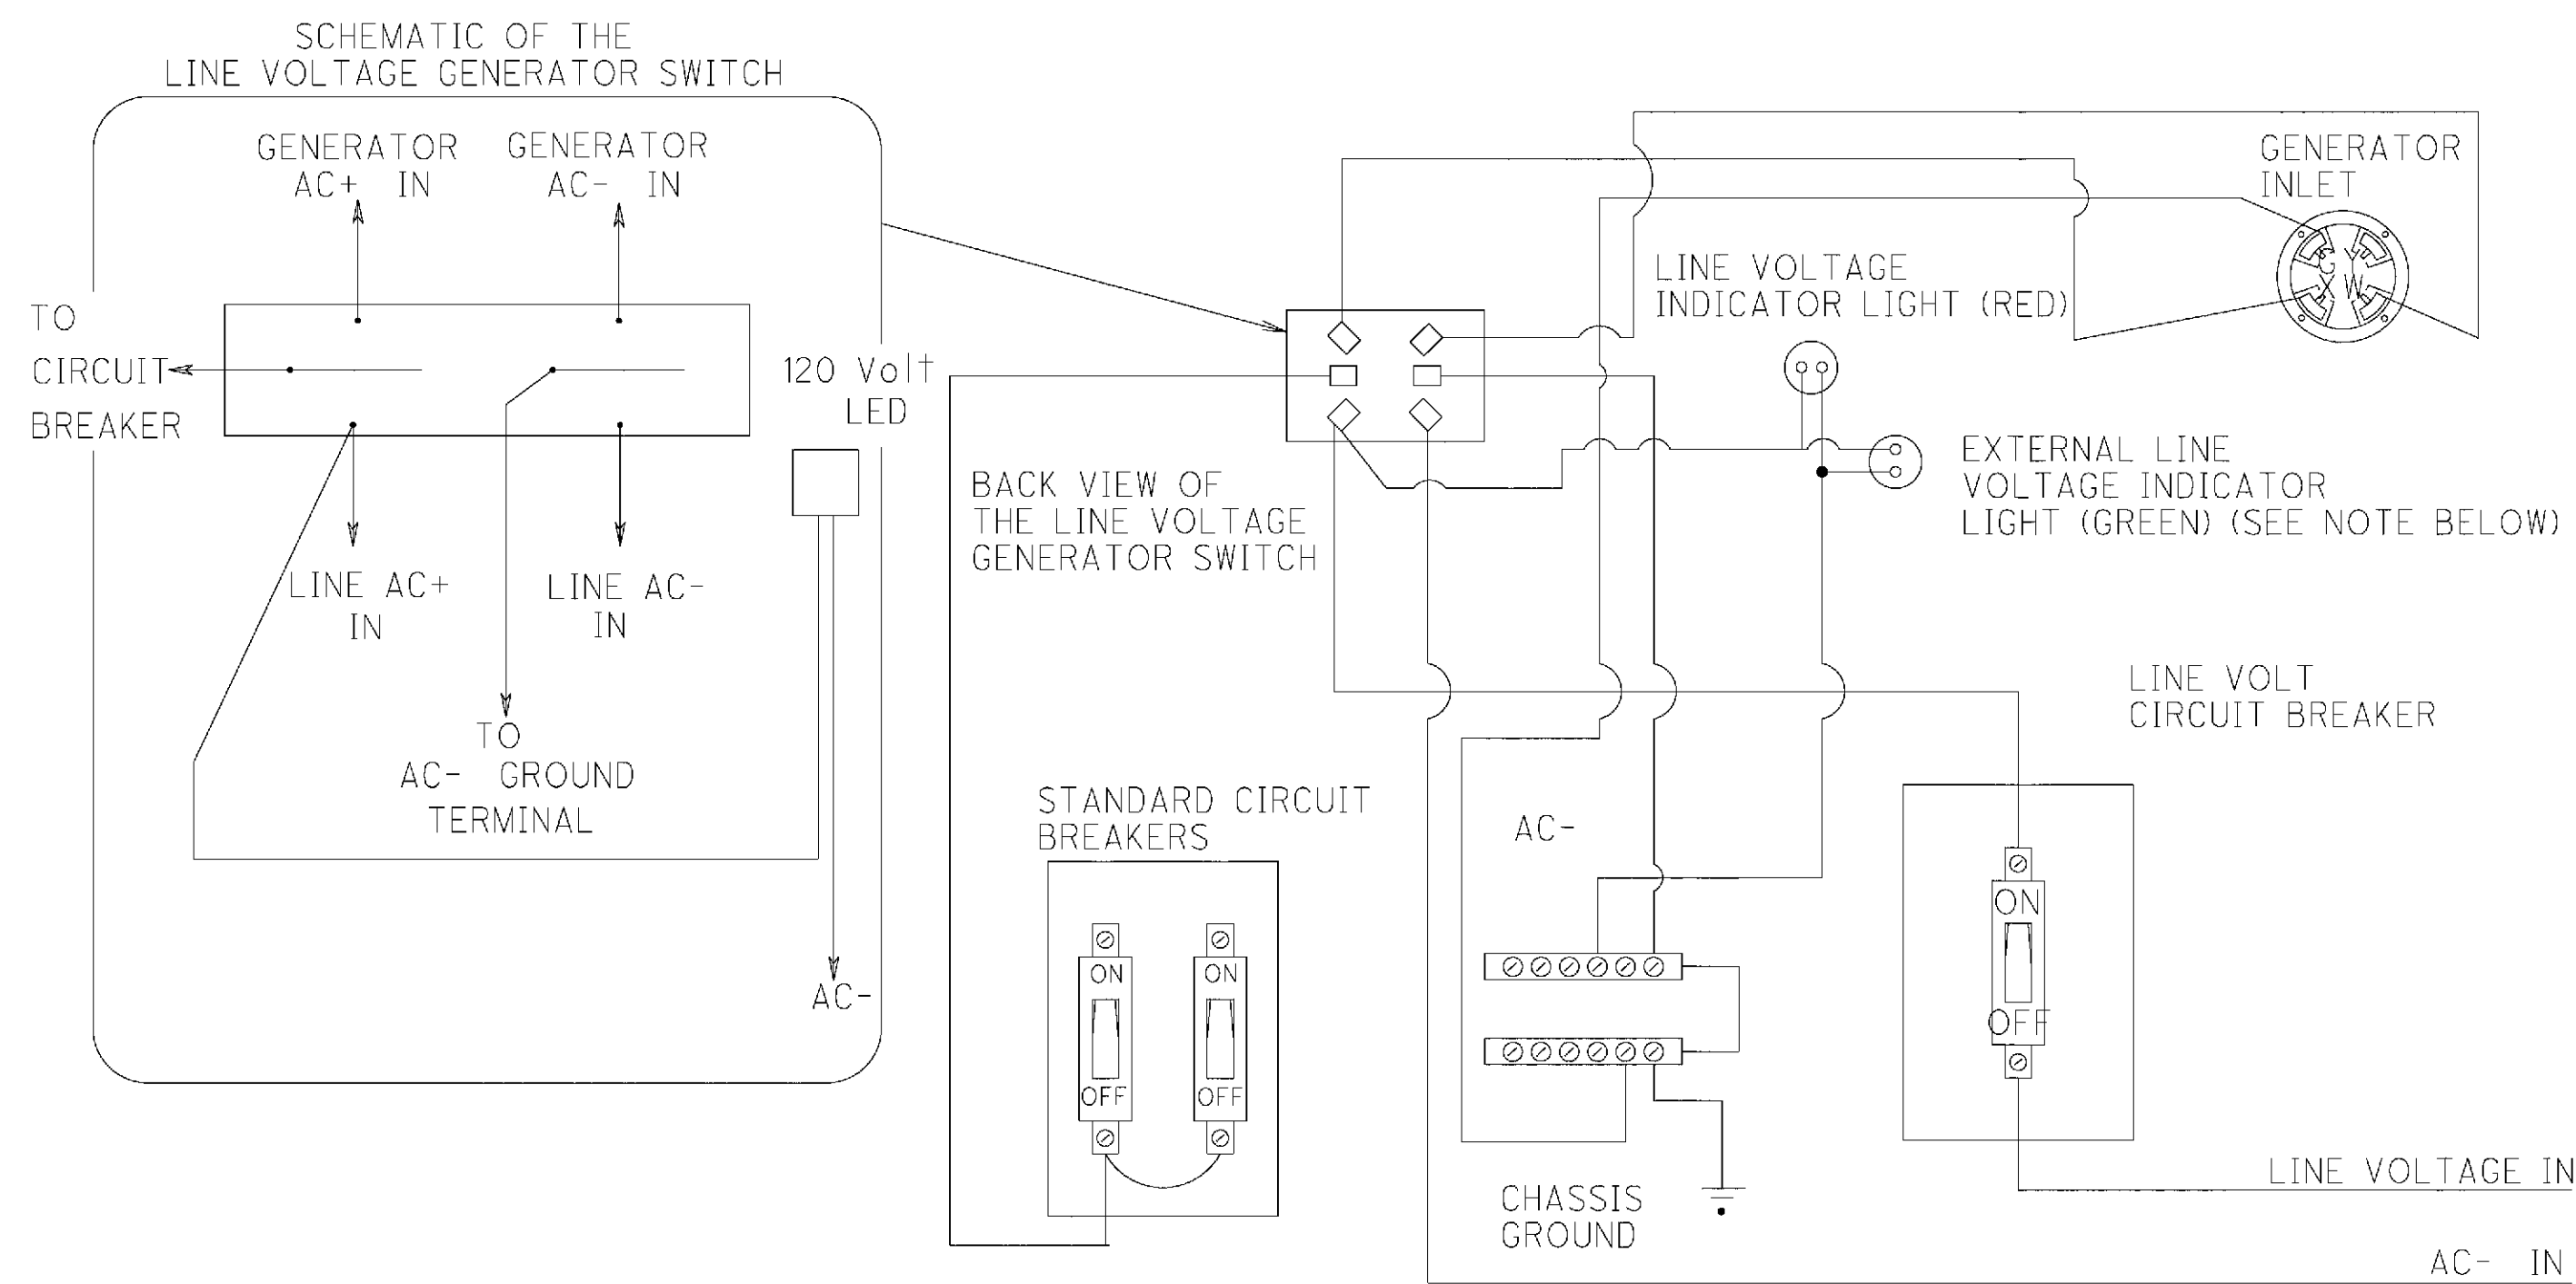 SCHEMATIC OF THE
LINE VOLTAGE GENERATOR SWITCH
GENERATOR
AC+ IN
GENERATOR
AC- IN
TO
CIRCUIT
BREAKER
120 Volt
LED
LINE AC+
IN
LINE AC-
IN
TO
AC- GROUND
TERMINAL
AC-
BACK VIEW OF
THE LINE VOLTAGE
GENERATOR SWITCH
GENERATOR
INLET
G Y
X W
LINE VOLTAGE
INDICATOR LIGHT (RED)
EXTERNAL LINE
VOLTAGE INDICATOR
LIGHT (GREEN) (SEE NOTE BELOW)
LINE VOLT
CIRCUIT BREAKER
STANDARD CIRCUIT
BREAKERS
AC-
ON
OFF
ON
OFF
ON
OFF
CHASSIS
GROUND
LINE VOLTAGE IN
AC- IN